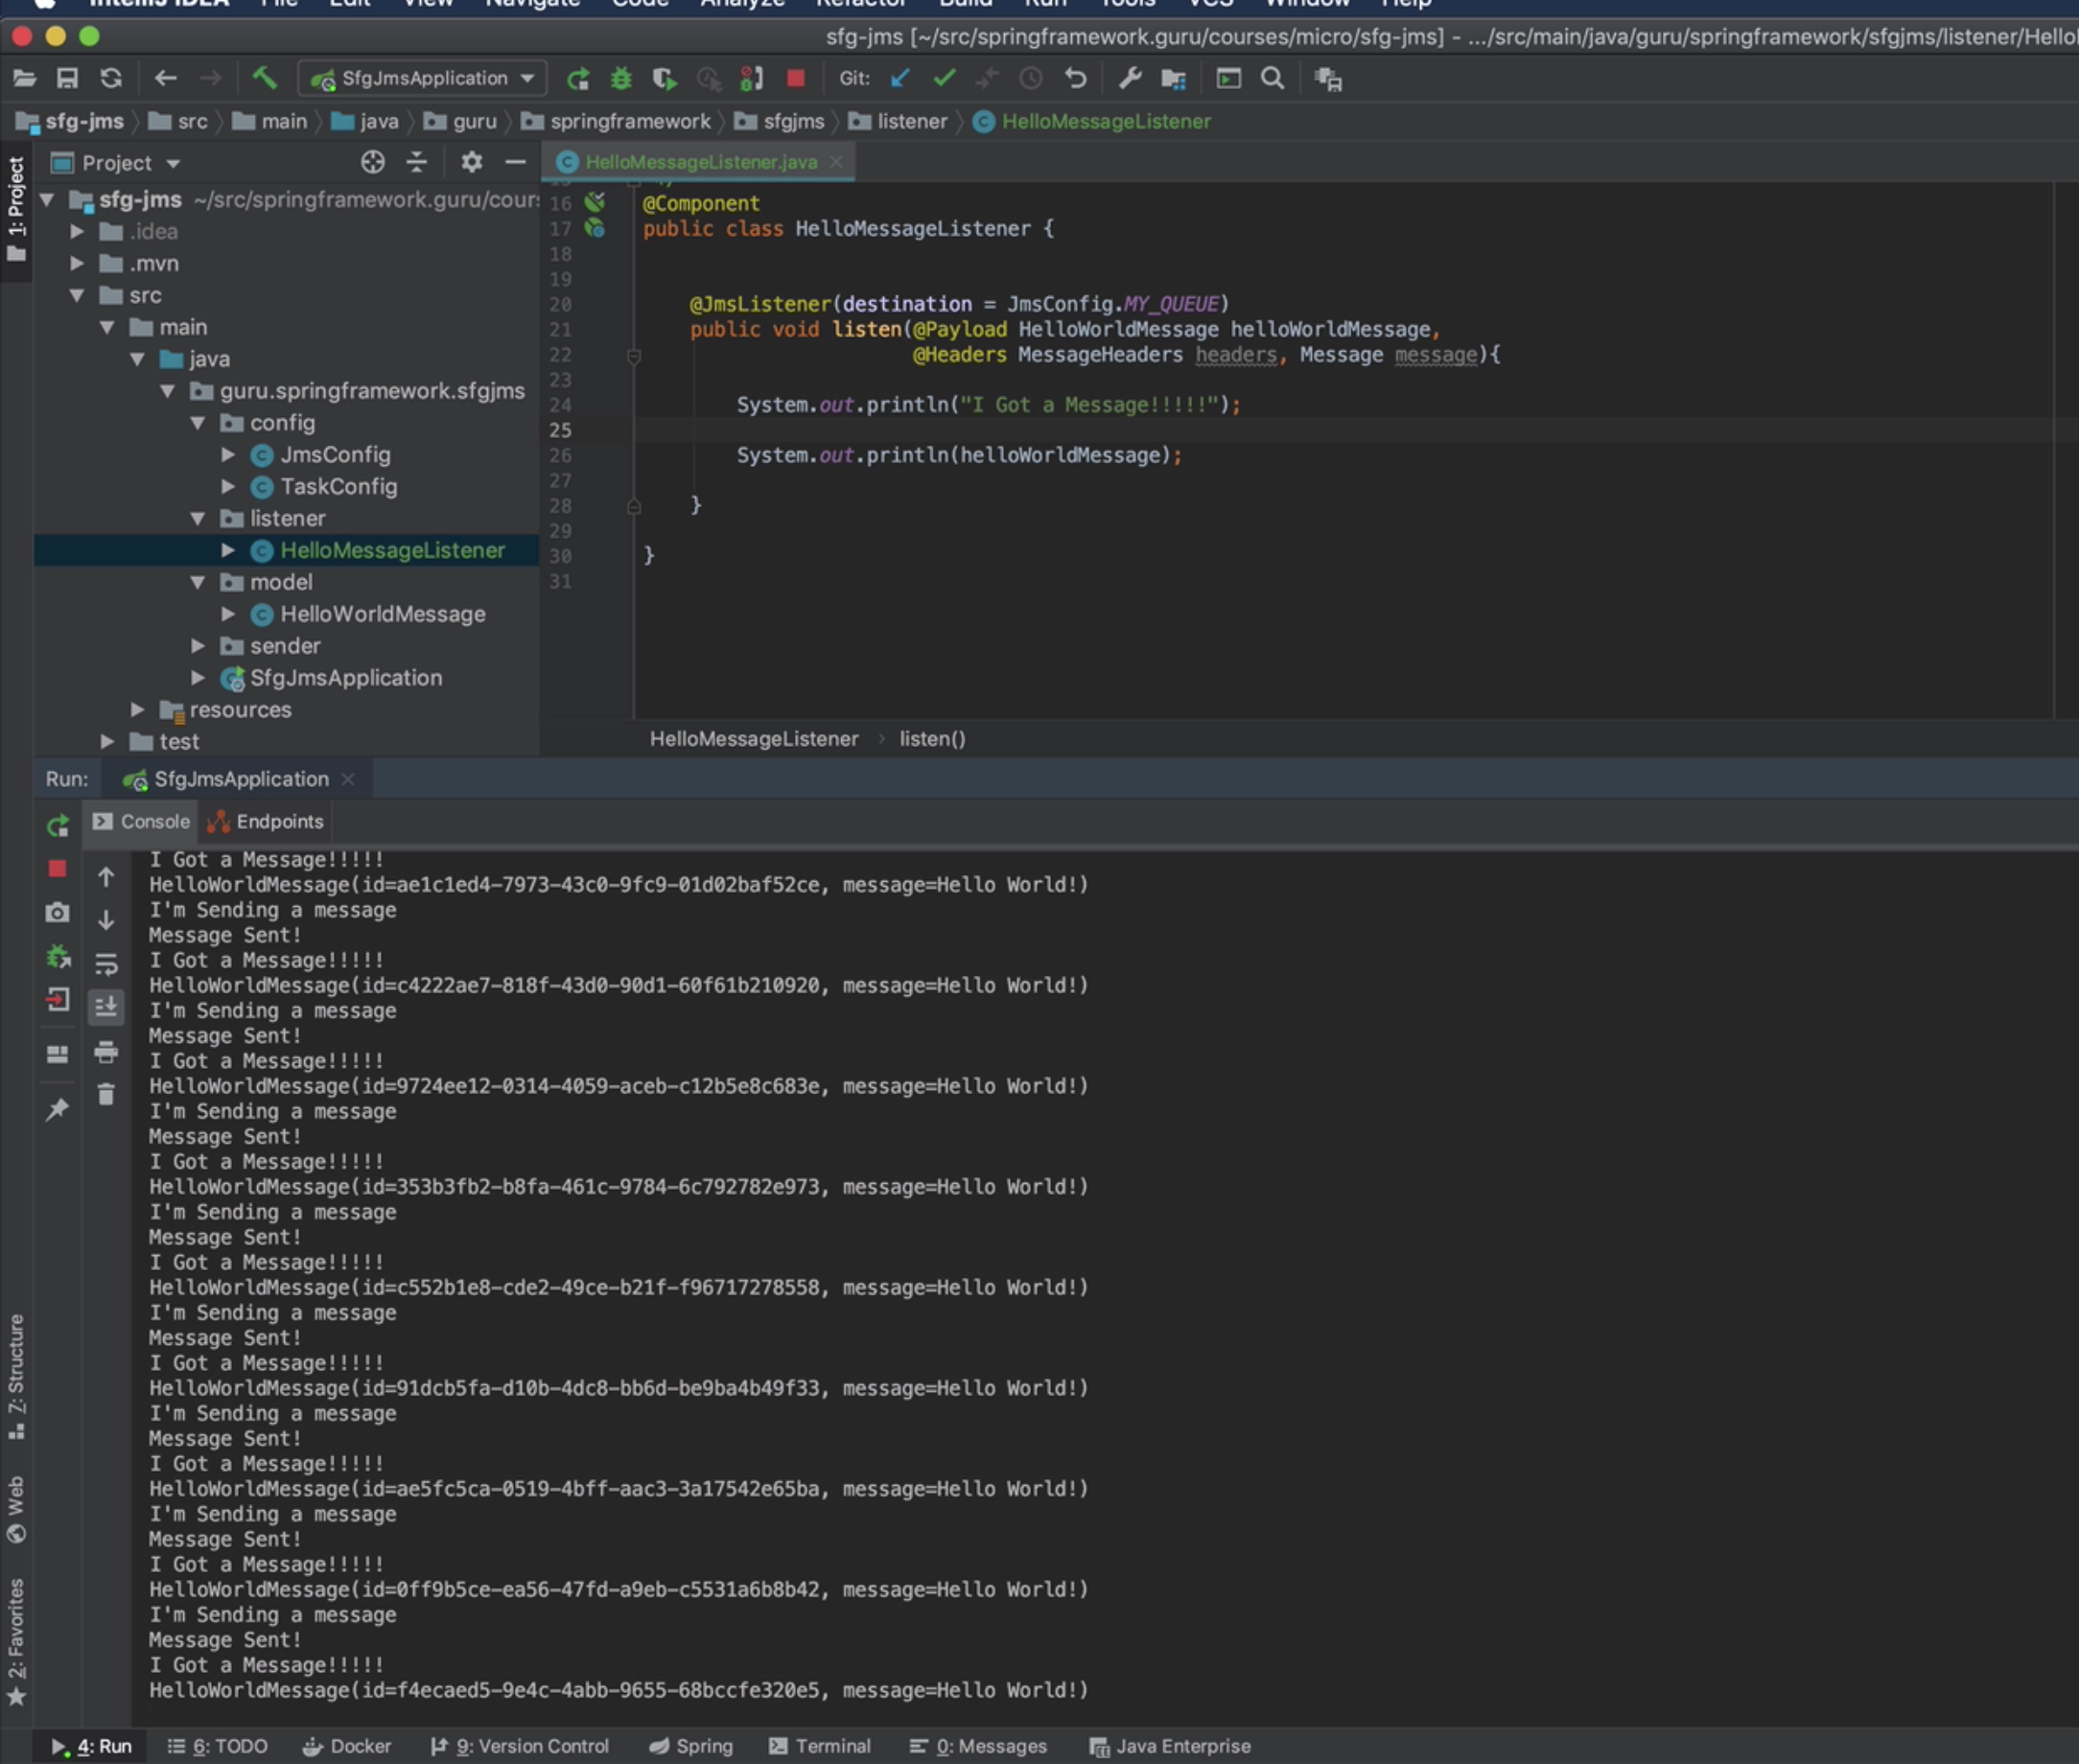 IntelliJ IDEA File Edit View Navigate Code Analyze Refactor Build Run Tools VCS Window Help
sfg-jms [~/src/springframework.guru/courses/micro/sfg-jms] - .../src/main/java/guru/springframework/sfgjms/listener/Hello
SfgJmsApplication Git:
sfg-jms src main java guru springframework sfgjms listener HelloMessageListener
1: Project
Project
HelloMessageListener.java
sfg-jms ~/src/springframework.guru/cour
.idea
.mvn
src
main
java
guru.springframework.sfgjms
config
JmsConfig
TaskConfig
listener
HelloMessageListener
model
HelloWorldMessage
sender
SfgJmsApplication
resources
test
16 @Component
17 public class HelloMessageListener {
18
19
20 @JmsListener(destination = JmsConfig.MY_QUEUE)
21 public void listen(@Payload HelloWorldMessage helloWorldMessage,
22 @Headers MessageHeaders headers, Message message){
23
24 System.out.println("I Got a Message!!!!!");
25
26 System.out.println(helloWorldMessage);
27
28 }
29
30 }
31
HelloMessageListener › listen()
Run: SfgJmsApplication
Console Endpoints
I Got a Message!!!!!
HelloWorldMessage(id=ae1c1ed4-7973-43c0-9fc9-01d02baf52ce, message=Hello World!)
I'm Sending a message
Message Sent!
I Got a Message!!!!!
HelloWorldMessage(id=c4222ae7-818f-43d0-90d1-60f61b210920, message=Hello World!)
I'm Sending a message
Message Sent!
I Got a Message!!!!!
HelloWorldMessage(id=9724ee12-0314-4059-aceb-c12b5e8c683e, message=Hello World!)
I'm Sending a message
Message Sent!
I Got a Message!!!!!
HelloWorldMessage(id=353b3fb2-b8fa-461c-9784-6c792782e973, message=Hello World!)
I'm Sending a message
Message Sent!
I Got a Message!!!!!
HelloWorldMessage(id=c552b1e8-cde2-49ce-b21f-f96717278558, message=Hello World!)
I'm Sending a message
Message Sent!
I Got a Message!!!!!
HelloWorldMessage(id=91dcb5fa-d10b-4dc8-bb6d-be9ba4b49f33, message=Hello World!)
I'm Sending a message
Message Sent!
I Got a Message!!!!!
HelloWorldMessage(id=ae5fc5ca-0519-4bff-aac3-3a17542e65ba, message=Hello World!)
I'm Sending a message
Message Sent!
I Got a Message!!!!!
HelloWorldMessage(id=0ff9b5ce-ea56-47fd-a9eb-c5531a6b8b42, message=Hello World!)
I'm Sending a message
Message Sent!
I Got a Message!!!!!
HelloWorldMessage(id=f4ecaed5-9e4c-4abb-9655-68bccfe320e5, message=Hello World!)
7: Structure
Web
2: Favorites
4: Run 6: TODO Docker 9: Version Control Spring Terminal 0: Messages Java Enterprise